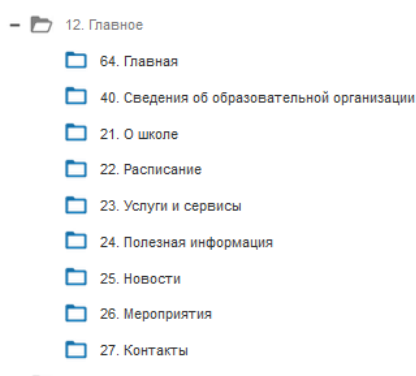 12. Главное
64. Главная
40. Сведения об образовательной организации
21. О школе
22. Расписание
23. Услуги и сервисы
24. Полезная информация
25. Новости
26. Мероприятия
27. Контакты